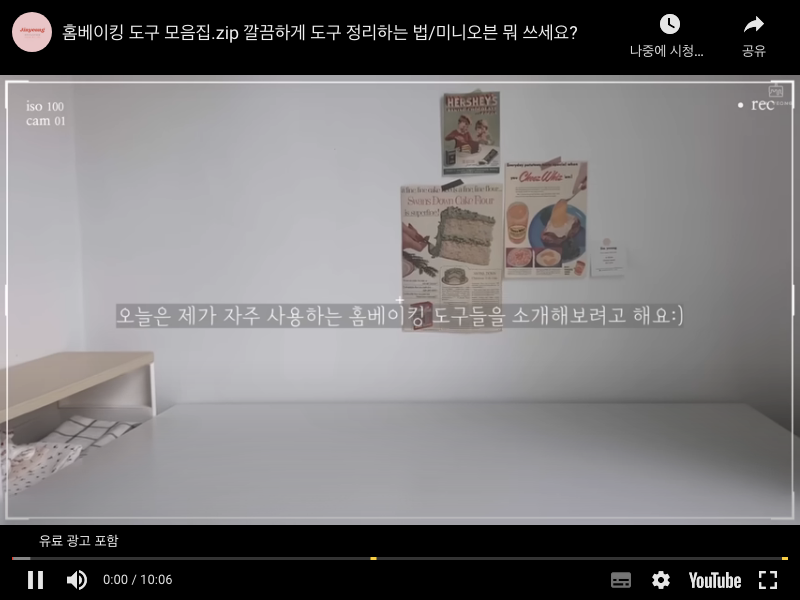 홈베이킹 도구 모음집.zip 깔끔하게 도구 정리하는 법/미니오븐 뭐 쓰세요?
나중에 시청...
공유
iso 100
cam 01
rec
HERSHEY'S
Cheez Whiz
Swans Down Cake Flour
is superfine!
오늘은 제가 자주 사용하는 홈베이킹 도구들을 소개해보려고 해요:)
유료 광고 포함
0:00 / 10:06
YouTube